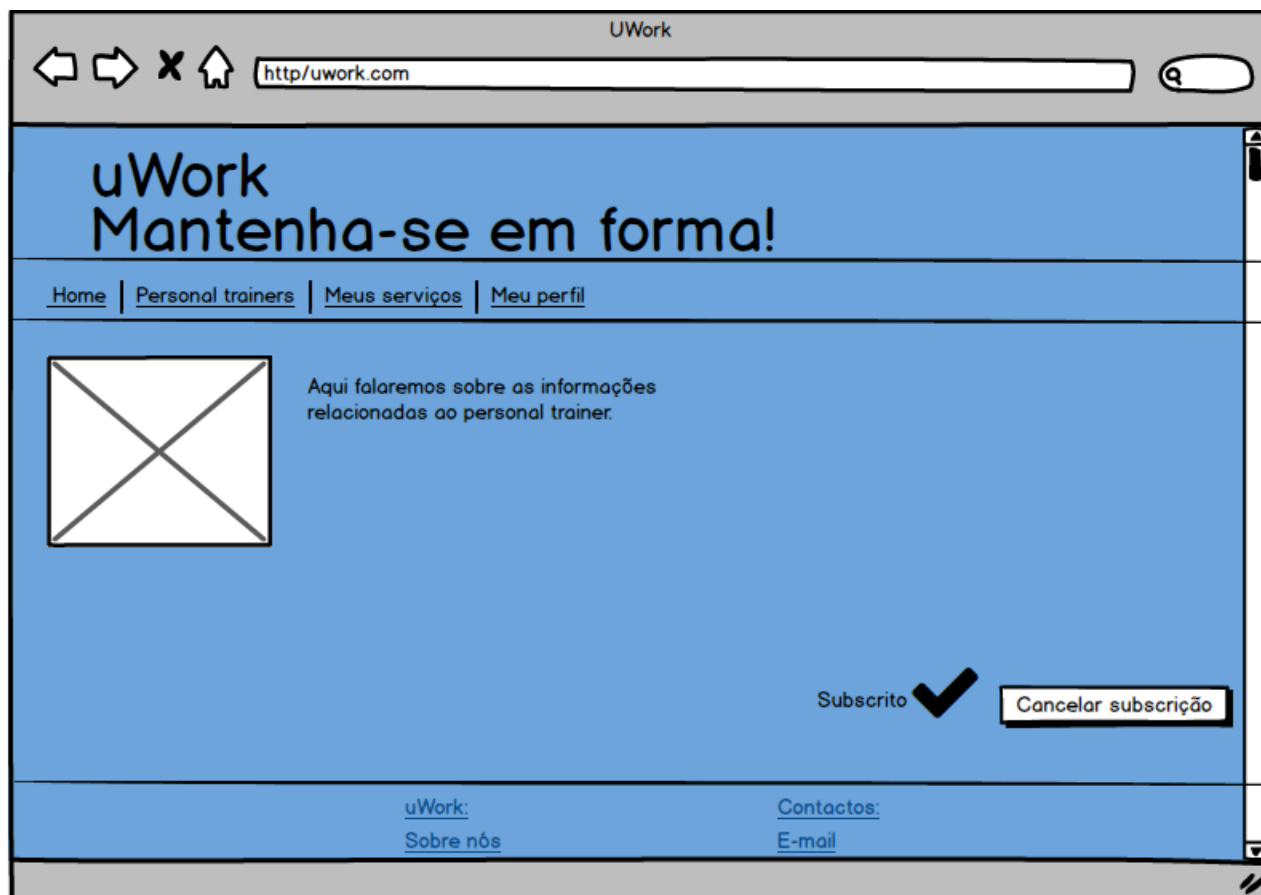 UWork
http/uwork.com
uWork
Mantenha-se em forma!
Home Personal trainers Meus serviços Meu perfil
Aqui falaremos sobre as informações
relacionadas ao personal trainer.
Subscrito Cancelar subscrição
uWork: Contactos:
Sobre nós E-mail